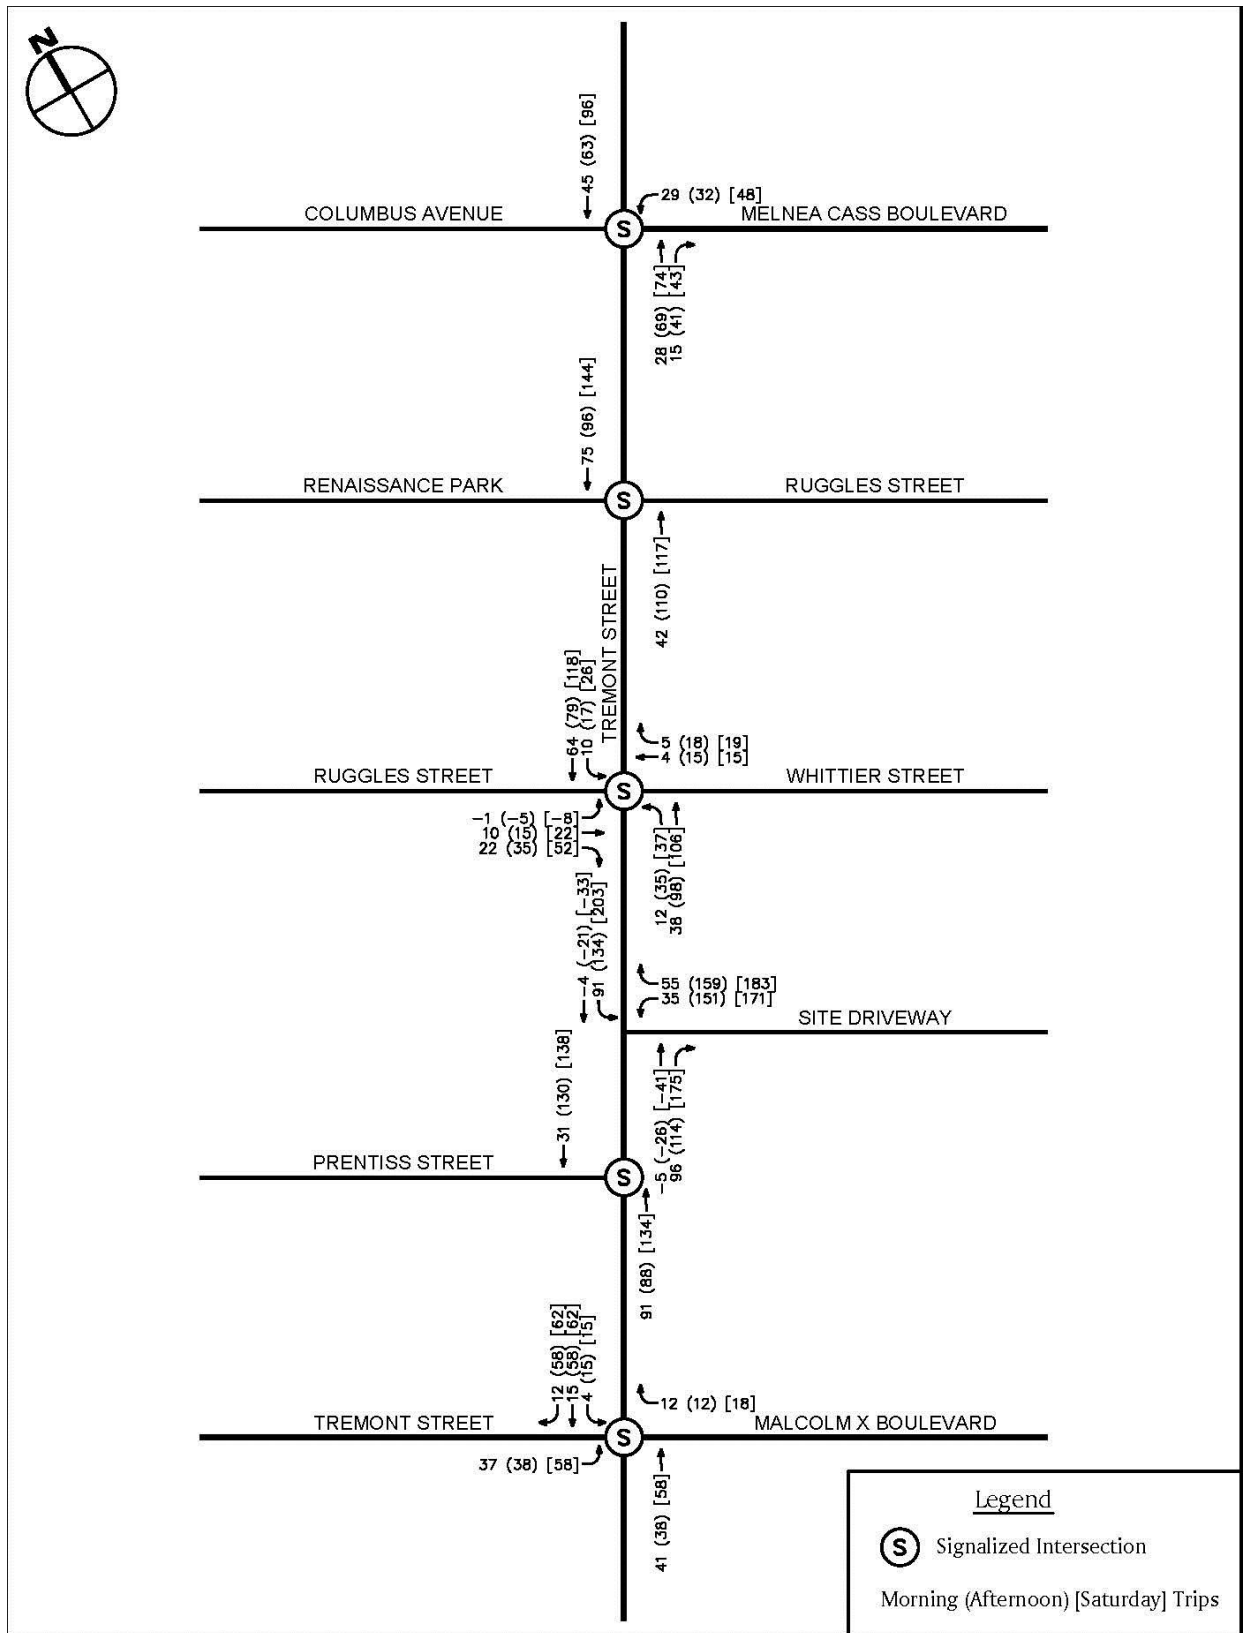 N
45 (63) [96]
29 (32) [48]
COLUMBUS AVENUE
MELNEA CASS BOULEVARD
S
28 (69) [74]
15 (41) [43]
75 (96) [144]
RENAISSANCE PARK
RUGGLES STREET
S
42 (110) [117]
TREMONT STREET
64 (79) [118]
10 (17) [26]
5 (18) [19]
4 (15) [15]
RUGGLES STREET
WHITTIER STREET
S
-1 (-5) [-8]
10 (15) [22]
22 (35) [52]
12 (35) [37]
38 (98) [106]
-4 (-21) [-33]
91 (134) [203]
55 (159) [183]
35 (151) [171]
SITE DRIVEWAY
31 (130) [138]
-5 (-26) [-41]
96 (114) [175]
PRENTISS STREET
S
91 (88) [134]
12 (58) [62]
15 (58) [62]
4 (15) [15]
12 (12) [18]
TREMONT STREET
MALCOLM X BOULEVARD
S
37 (38) [58]
41 (38) [58]
Legend
S Signalized Intersection
Morning (Afternoon) [Saturday] Trips